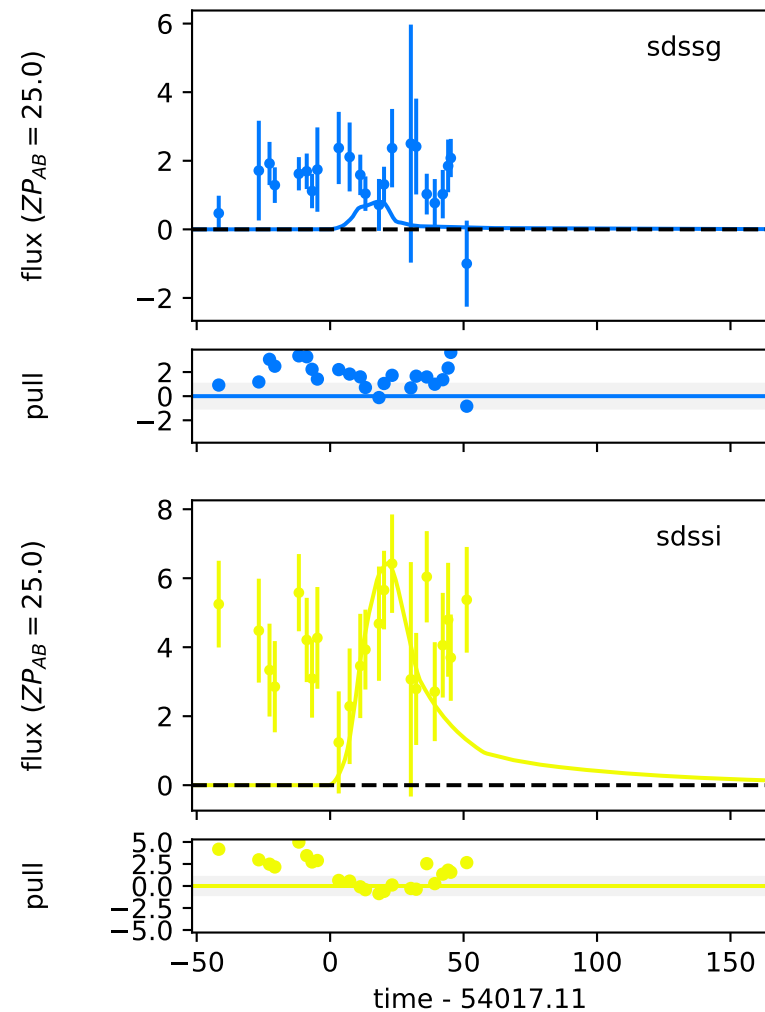 6
4
2
0
−2
flux (ZP_AB = 25.0)
sdssg
2
0
−2
pull
8
6
4
2
0
flux (ZP_AB = 25.0)
sdssi
5.0
2.5
0.0
−2.5
−5.0
pull
−50 0 50 100 150
time - 54017.11